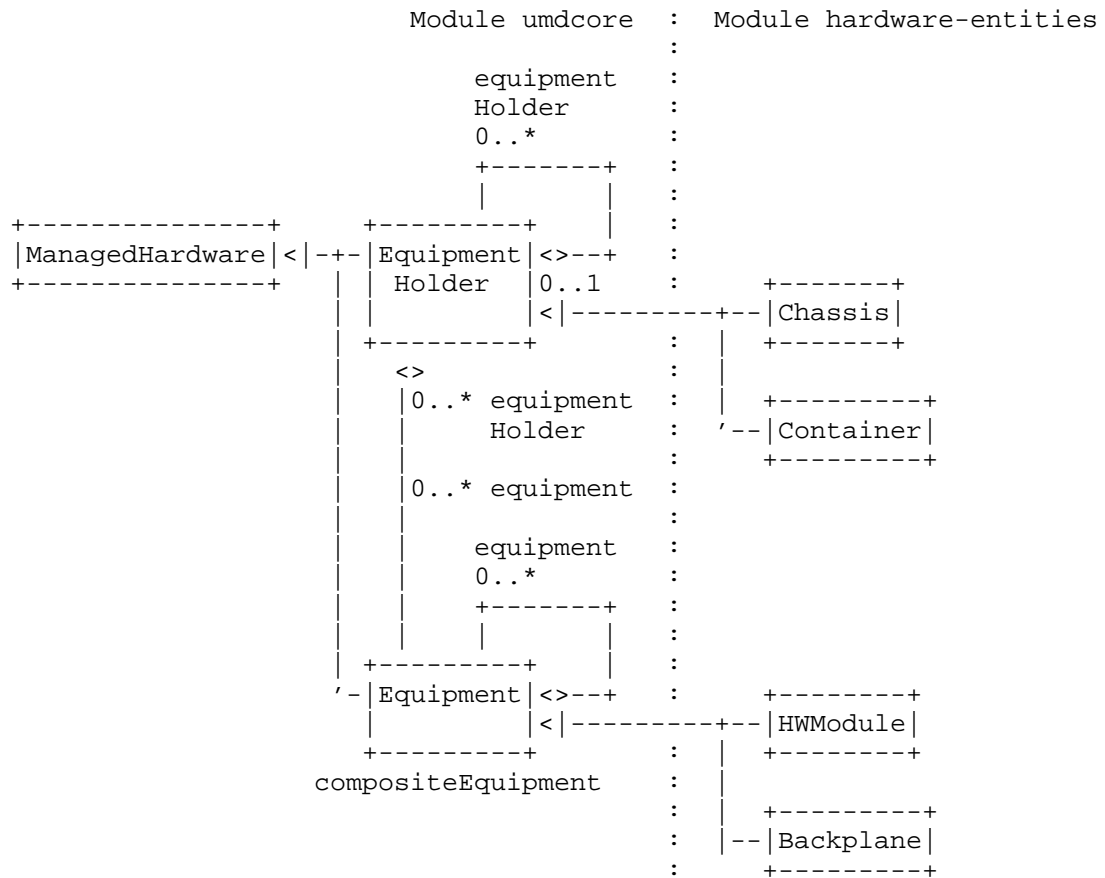 Module umdcore : Module hardware-entities
equipment
Holder
0..*
ManagedHardware
Equipment
Holder
0..1
Chassis
0..* equipment
Holder
Container
0..* equipment
equipment
0..*
Equipment
HWModule
compositeEquipment
Backplane